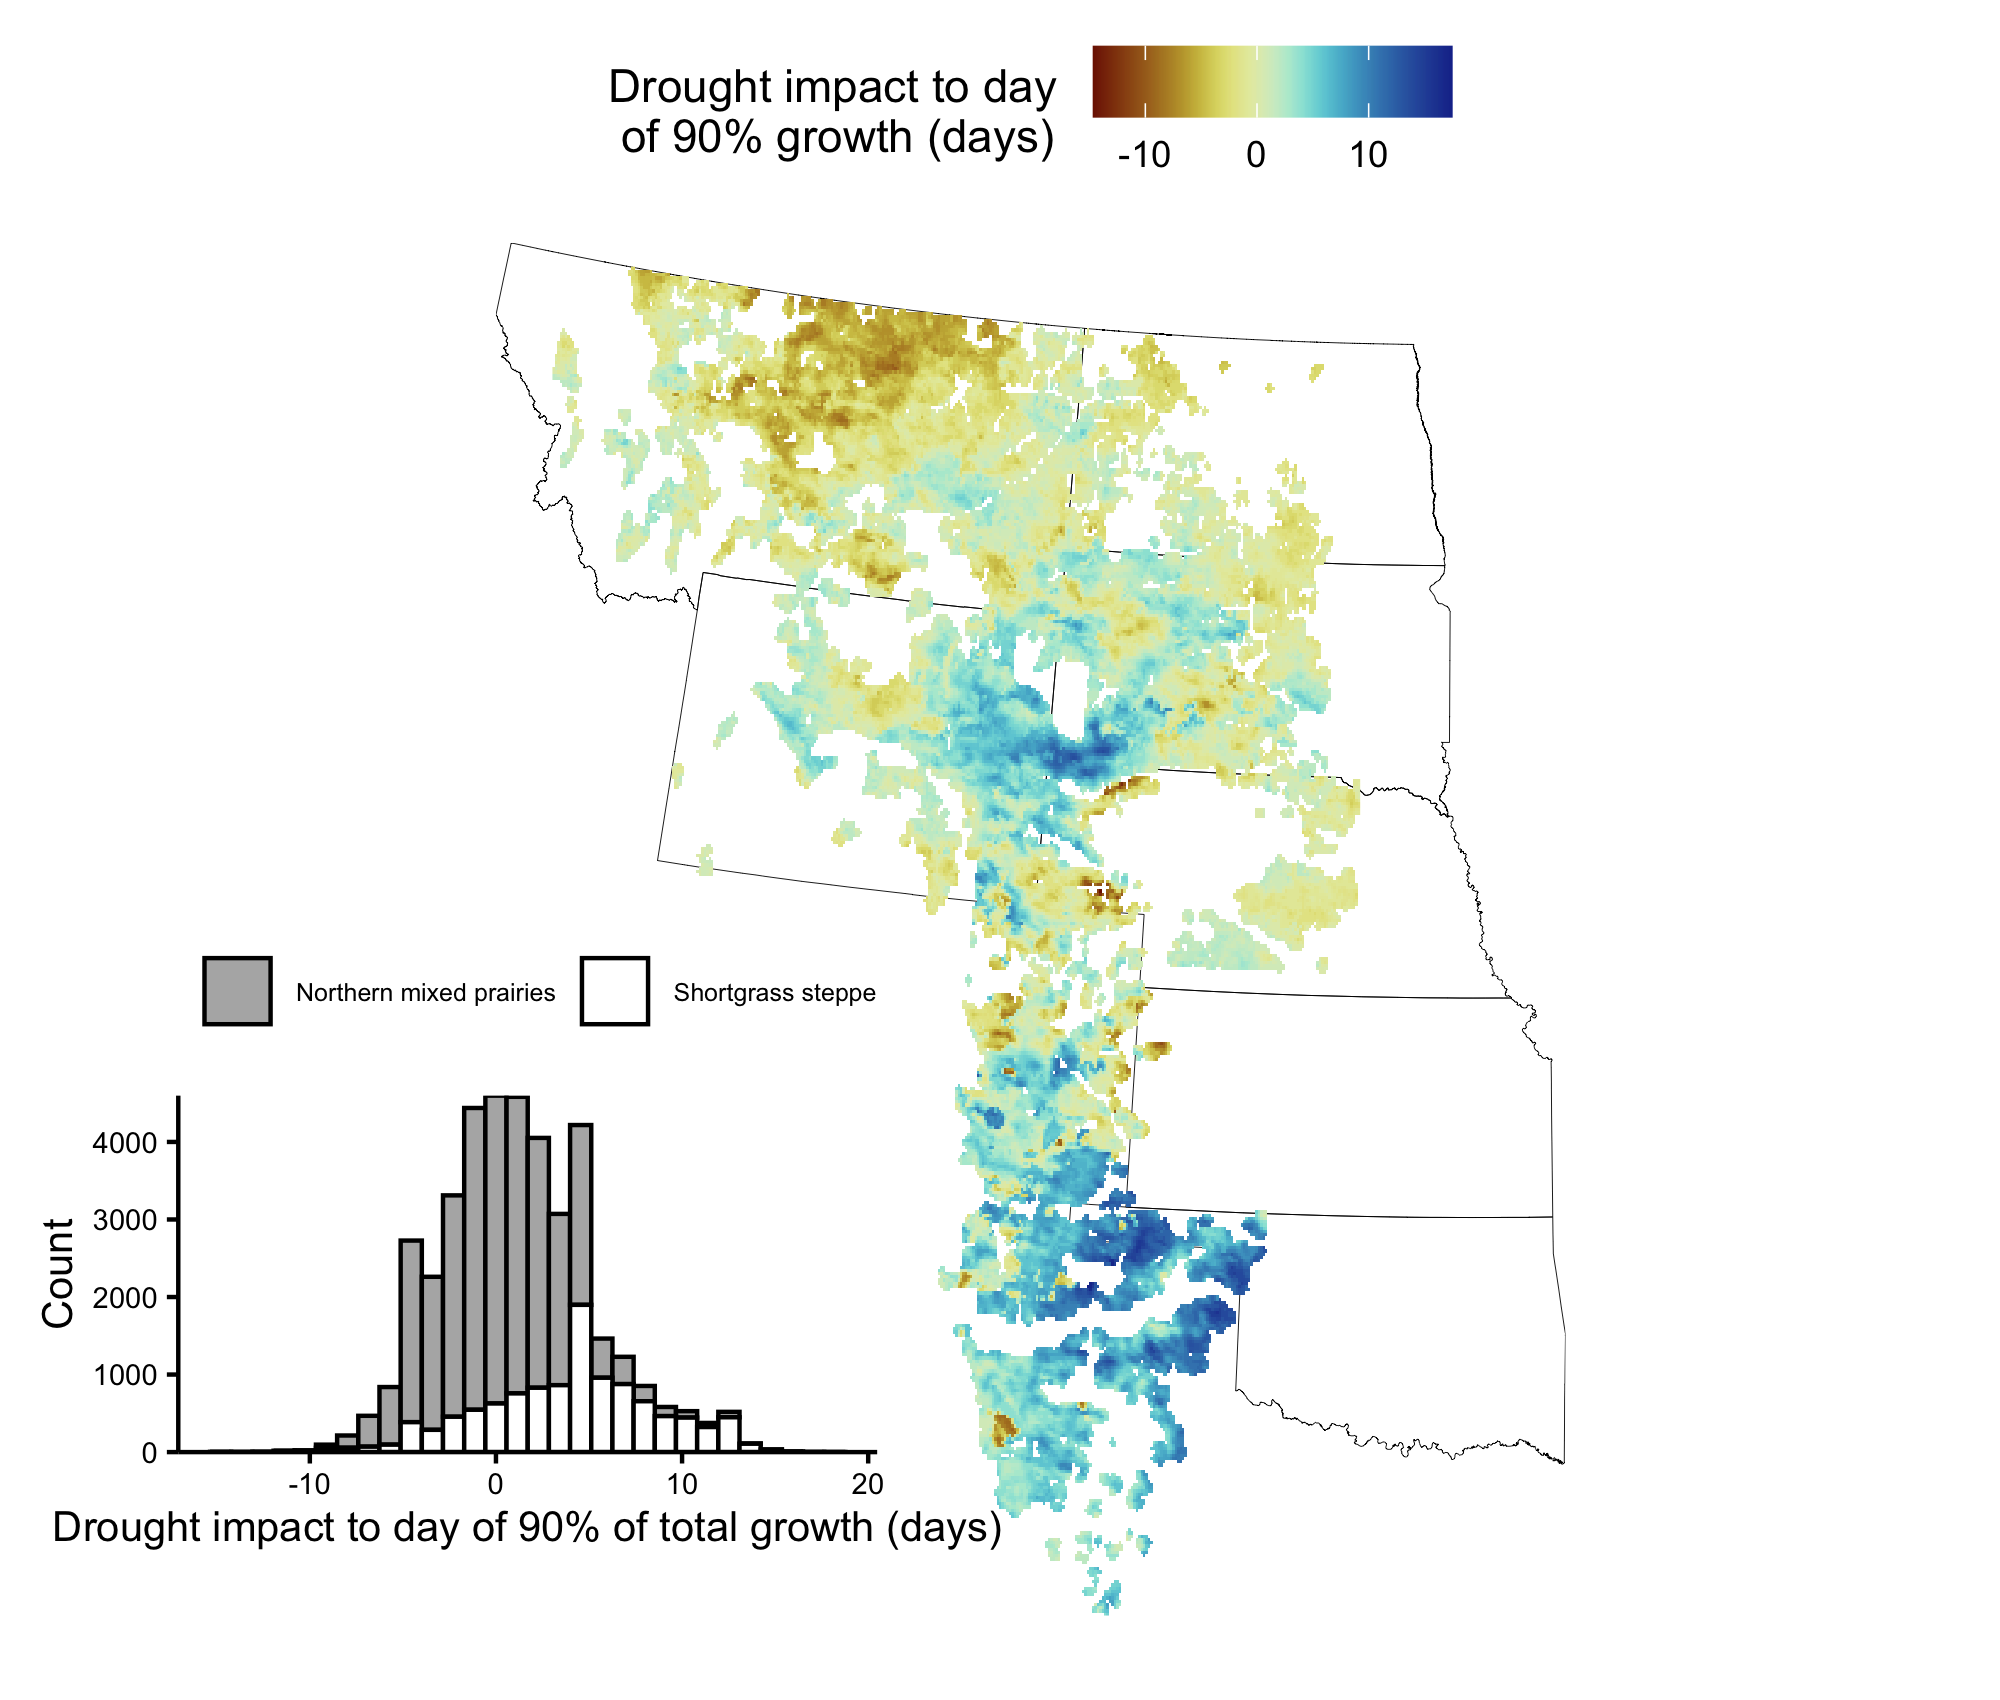 Drought impact to day
of 90% growth (days)
-10 0 10
Northern mixed prairies Shortgrass steppe
Count
4000
3000
2000
1000
0
-10 0 10 20
Drought impact to day of 90% of total growth (days)